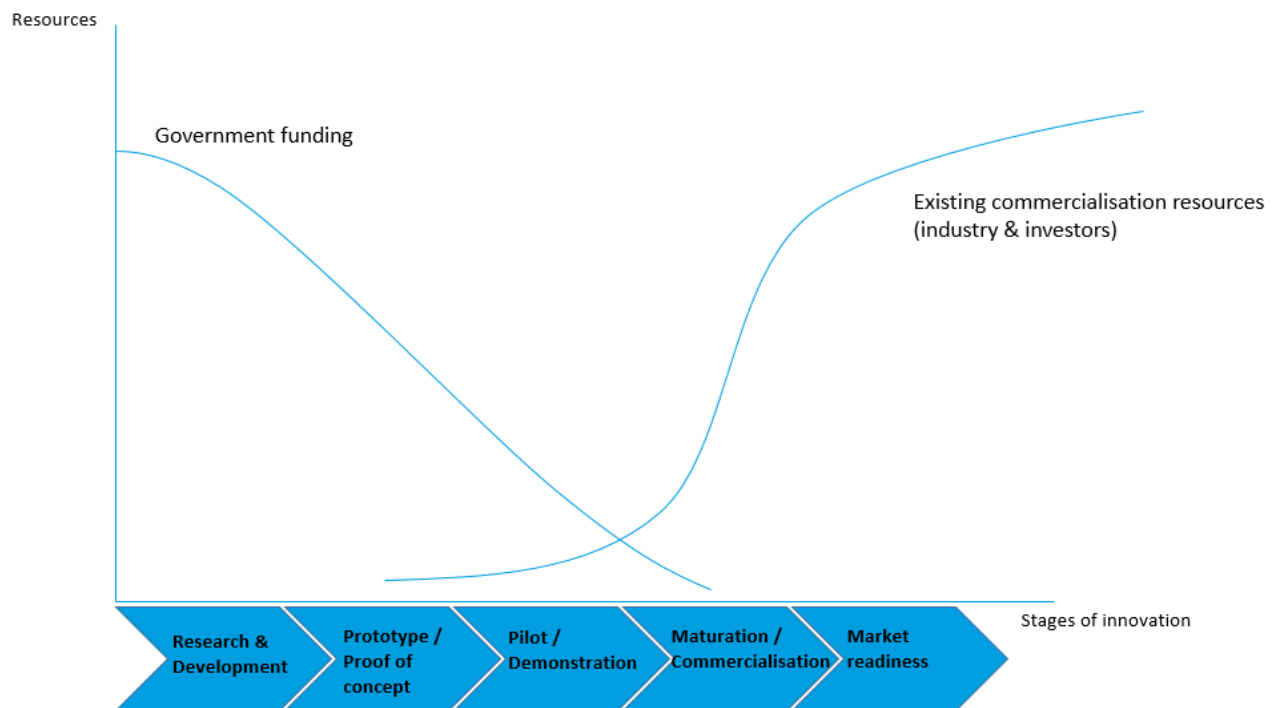 Resources
Government funding
Existing commercialisation resources
(industry & investors)
Stages of innovation
Research &
Development
Prototype /
Proof of
concept
Pilot /
Demonstration
Maturation /
Commercialisation
Market
readiness